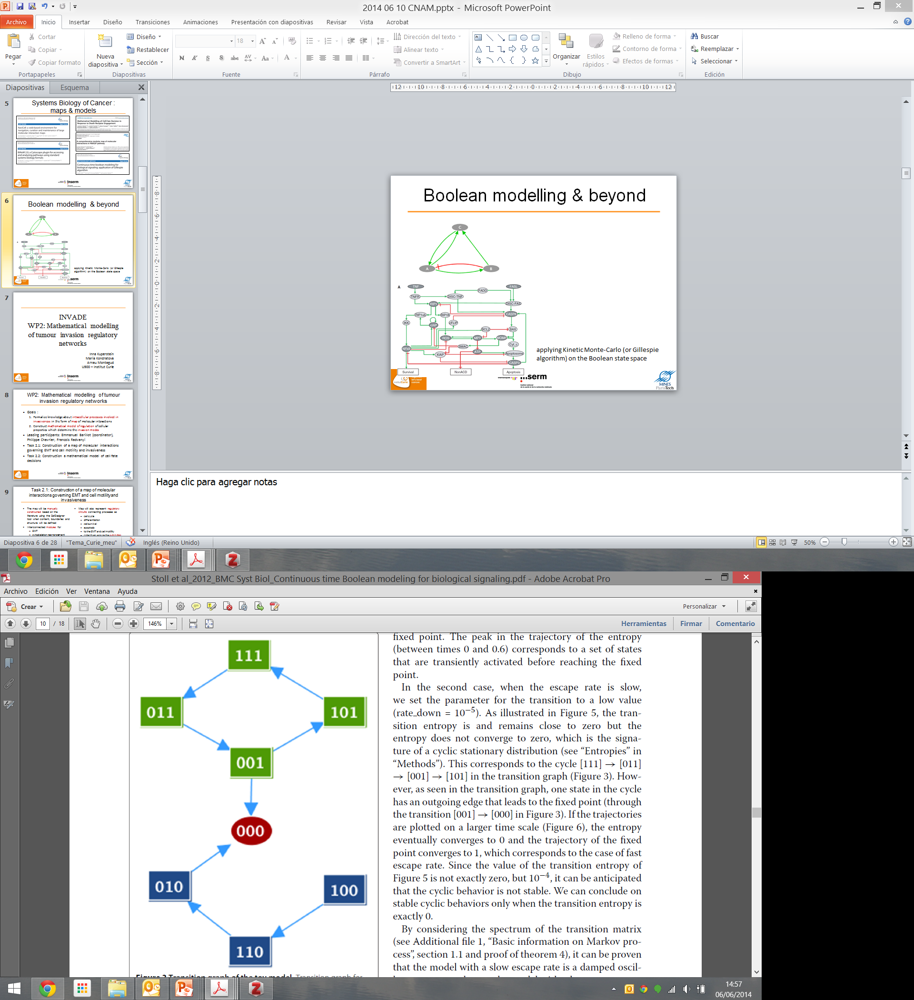 2014 06 10 CNAM.pptx - Microsoft PowerPoint
Archivo Inicio Insertar Diseño Transiciones Animaciones Presentación con diapositivas Revisar Vista Acrobat
Pegar
Cortar
Copiar
Copiar formato
Portapapeles
Nueva diapositiva
Diseño
Restablecer
Sección
Diapositivas
18
Fuente
Dirección del texto
Alinear texto
Convertir a SmartArt
Párrafo
Organizar
Estilos rápidos
Relleno de forma
Contorno de forma
Efectos de formas
Dibujo
Buscar
Reemplazar
Seleccionar
Edición
Diapositivas Esquema
5
Systems Biology of Cancer :
maps & models
NaviCell: a web-based environment for
navigation, curation and maintenance of large
molecular interaction maps
Mathematical Modelling of Cell-Fate Decision in
Response to Death Receptor Engagement
A comprehensive modular map of molecular
interactions in RB/E2F pathway
BiNoM 2.0, a Cytoscape plugin for accessing
and analyzing pathways using standard
systems biology formats
Continuous time boolean modeling for
biological signaling: application of Gillespie
algorithm
Inserm
6
Boolean modelling & beyond
applying Kinetic Monte-Carlo (or Gillespie
algorithm) on the Boolean state space
7
INVADE
WP2: Mathematical modelling
of tumour invasion regulatory
networks
Inna Kuperstein
Maria Kondratova
Arnau Montagud
U900 – Institut Curie
Inserm
8
WP2: Mathematical modelling of tumour
invasion regulatory networks
• Goals :
1. Formalise knowledge about intracellular processes involved in
invasiveness in the form of map of molecular interactions
2. Construct mathematical model of regulation of cellular
properties which determine the invasion modes
• Leading participants: Emmanuel Barillot (coordinator),
Philippe Chavrier, Francois Radvanyi
• Task 2.1: Construction of a map of molecular interactions
governing EMT and cell motility and invasiveness
• Task 2.2: Construction a mathematical model of cell fate
decisions
Inserm
9
Task 2.1: Construction of a map of molecular
interactions governing EMT and cell motility and
invasiveness
• The map will be manually
constructed based on the
literature using the CellDesigner
tool when content, boundaries and
structure will be defined
• Interconnected modules for
– EMT
– cytoskeleton rearrangement
• Map will also represent regulatory
circuits connecting processes as
– cell cycle
– differentiation
– cell survival
– apoptosis
– to the EMT and cell motility
Boolean modelling & beyond
C
A
B
A
TNF
FASL
FADD
TNFR
DISC-TNF
RIP1
DISC-FAS
RIP1ub
RIP1K
CASP8
IKK
cIAP
cFLIP
BCL2
BAX
ROS
MPT
MOMP
SMAC
Cyt_c
NFkB
ATP
XIAP
Apoptosome
CASP3
Survival
NonACD
Apoptosis
applying Kinetic Monte-Carlo (or Gillespie
algorithm) on the Boolean state space
institutCurie
serm
Institut national
de la santé et de la recherche médicale
MINES
ParisTech
Haga clic para agregar notas
Diapositiva 6 de 28 "Tema_Curie_meu" Inglés (Reino Unido) 50%
Stoll et al_2012_BMC Syst Biol_Continuous time Boolean modeling for biological signaling.pdf - Adobe Acrobat Pro
Archivo Edición Ver Ventana Ayuda
Crear Personalizar
10 / 18 146% Herramientas Firmar Comentario
111
011
101
001
000
010
100
110
Figure 3 Transition graph of the toy model. Transition graph for
fixed point. The peak in the trajectory of the entropy
(between times 0 and 0.6) corresponds to a set of states
that are transiently activated before reaching the fixed
point.
In the second case, when the escape rate is slow,
we set the parameter for the transition to a low value
(rate_down = 10−5). As illustrated in Figure 5, the tran-
sition entropy is and remains close to zero but the
entropy does not converge to zero, which is the signa-
ture of a cyclic stationary distribution (see “Entropies” in
“Methods”). This corresponds to the cycle [111] → [011]
→ [001] → [101] in the transition graph (Figure 3). How-
ever, as seen in the transition graph, one state in the cycle
has an outgoing edge that leads to the fixed point (through
the transition [001] → [000] in Figure 3). If the trajectories
are plotted on a larger time scale (Figure 6), the entropy
eventually converges to 0 and the trajectory of the fixed
point converges to 1, which corresponds to the case of fast
escape rate. Since the value of the transition entropy of
Figure 5 is not exactly zero, but 10−4, it can be anticipated
that the cyclic behavior is not stable. We can conclude on
stable cyclic behaviors only when the transition entropy is
exactly 0.
By considering the spectrum of the transition matrix
(see Additional file 1, “Basic information on Markov pro-
cess”, section 1.1 and proof of theorem 4), it can be proven
that the model with a slow escape rate is a damped oscil-
14:57
06/06/2014